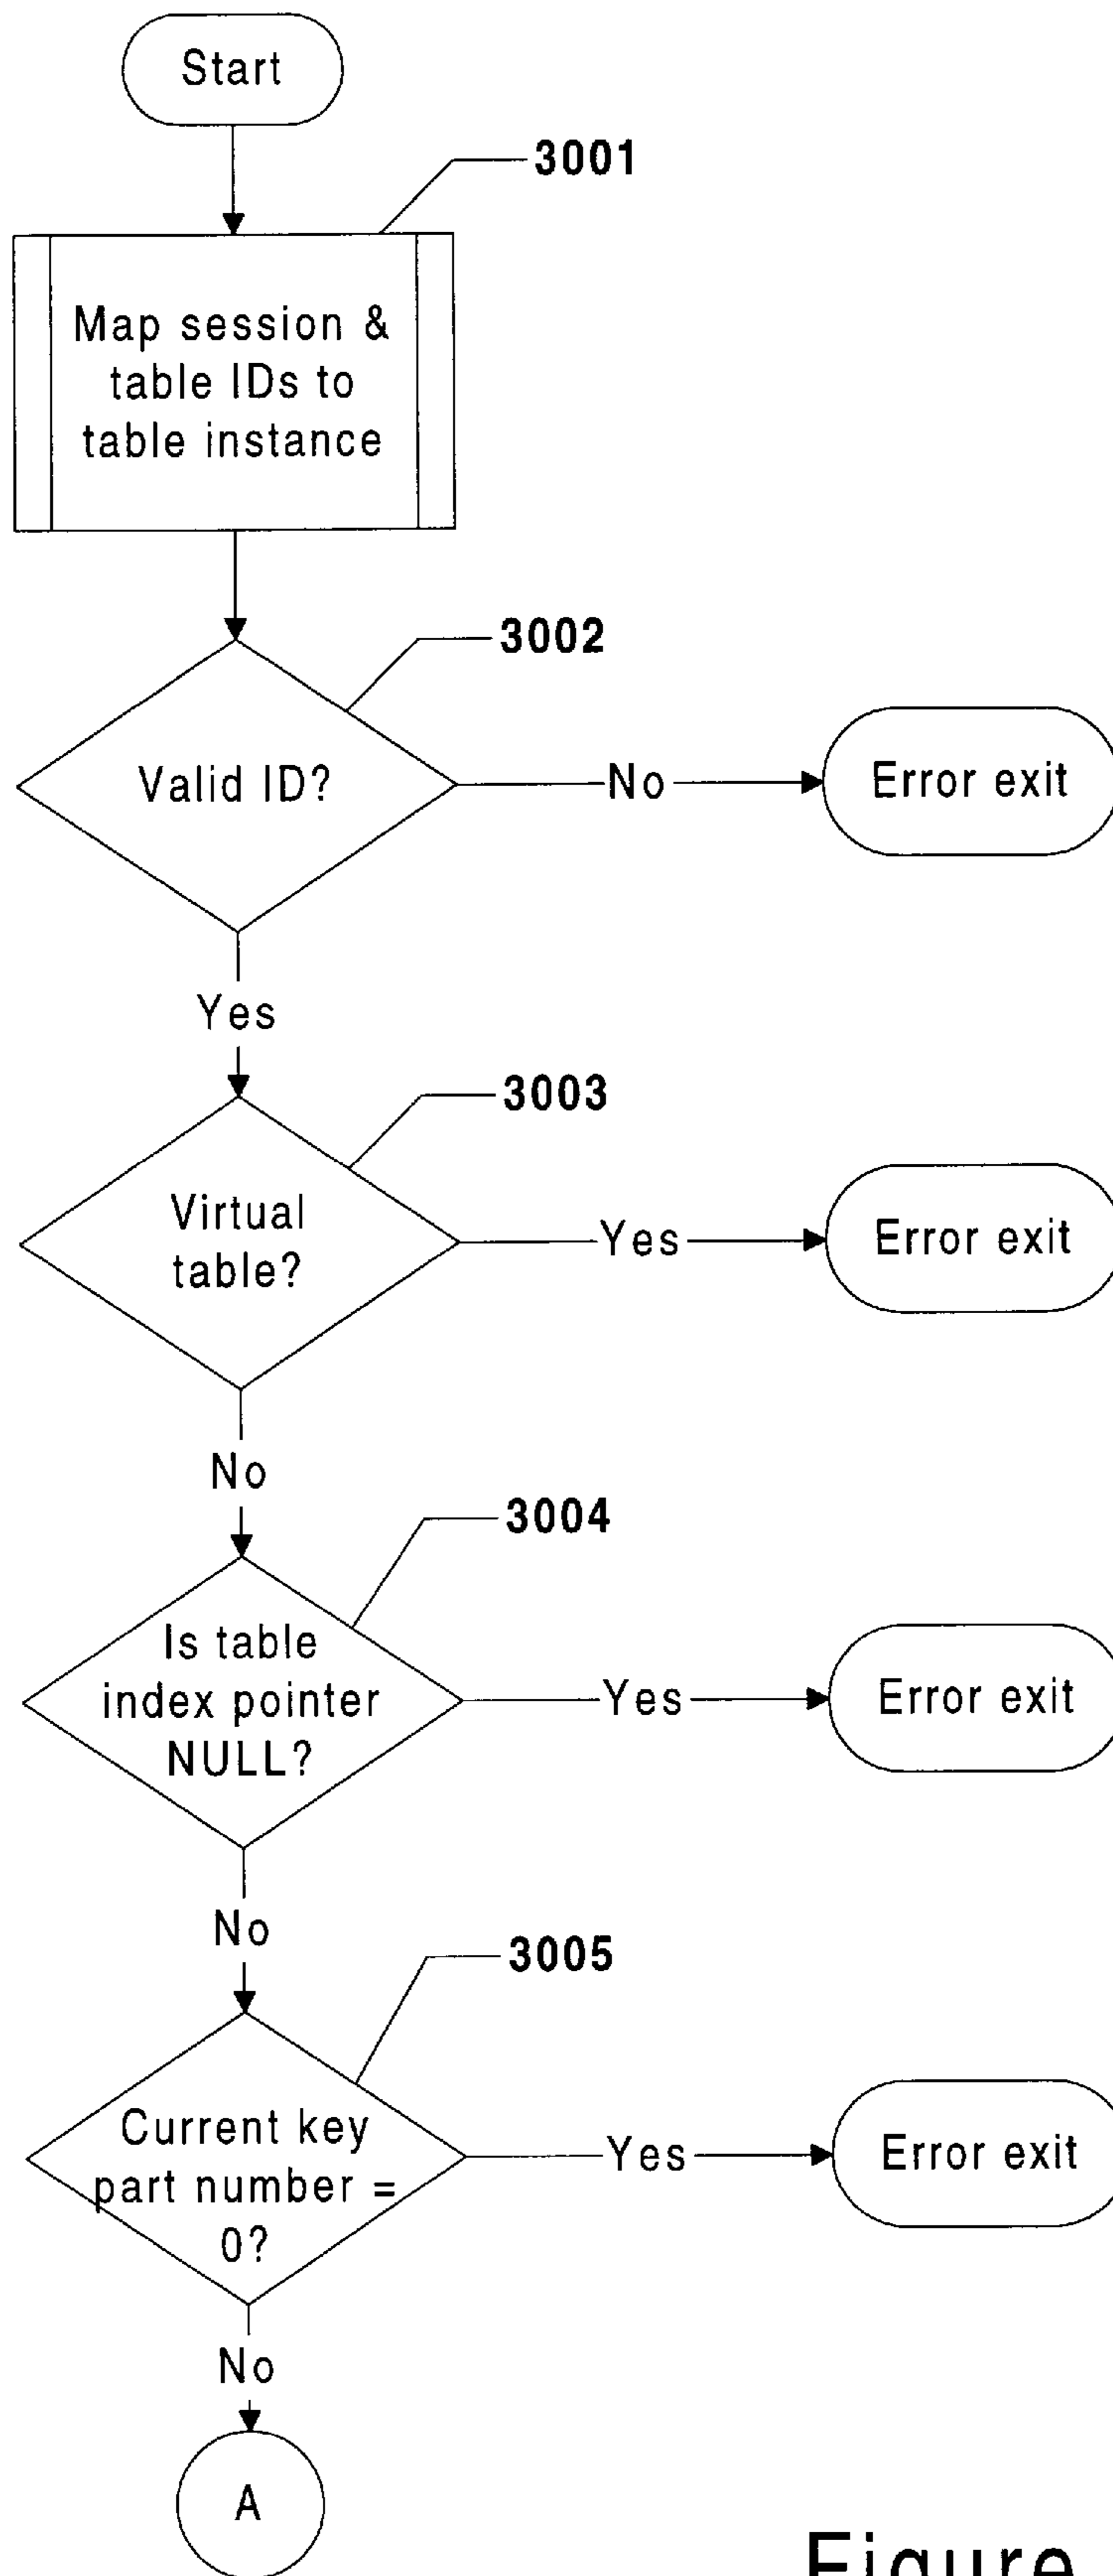 Start
3001
Map session &
table IDs to
table instance
3002
Valid ID?
No
Error exit
Yes
3003
Virtual
table?
Yes
Error exit
No
3004
Is table
index pointer
NULL?
Yes
Error exit
No
3005
Current key
part number =
0?
Yes
Error exit
No
A
Figure